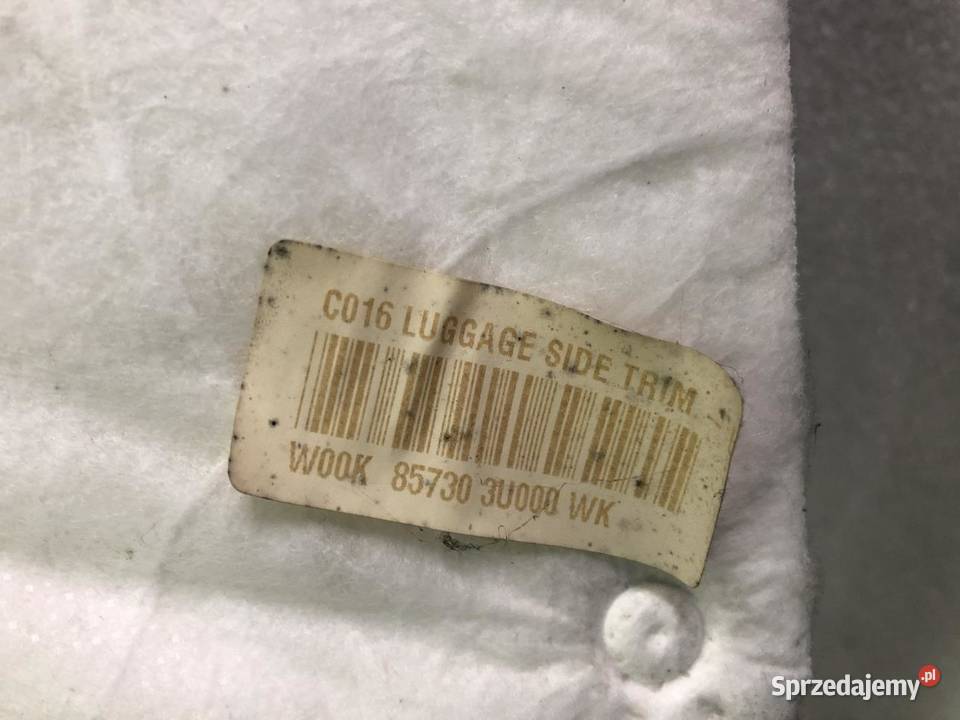 C016 LUGGAGE SIDE TRIM
W00K 85730 3U000 WK
Sprzedajemy.pl